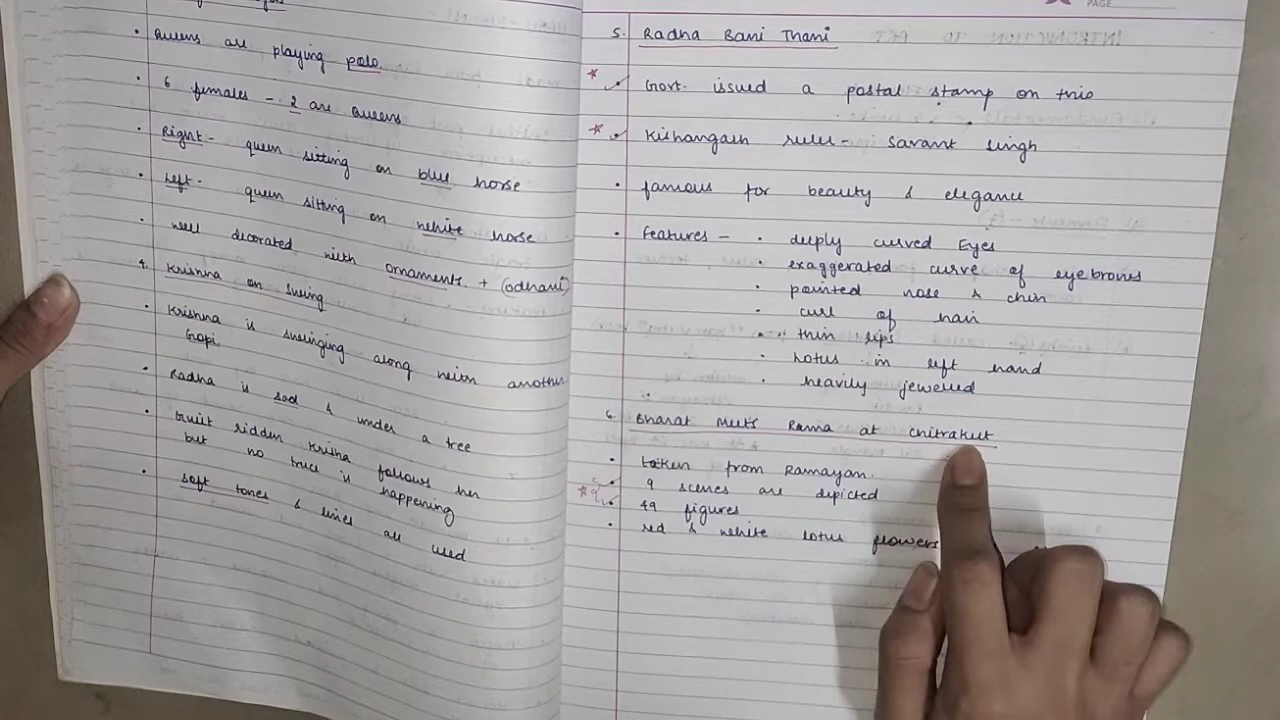 Queens are playing polo
6 females - 2 are Queens
Right - queen sitting on blue horse
Left - queen sitting on white horse
well decorated with ornaments + (odhani)
4. Krishna on swing
Krishna is swinging along with another
Gopi.
Radha is sad & under a tree
Guilt ridden Krishna follows her
but no truce is happening
soft tones & lines are used
PAGE
5. Radha Bani Thani
Govt. issued a postal stamp on this
Kishangarh ruler - Savant Singh
famous for beauty & elegance
features - . deeply curved Eyes
. exaggerated curve of eyebrows
. pointed nose & chin
. curl of hair
. thin lips
. Lotus in left hand
. heavily jewelled
6. Bharat Meets Rama at Chitrakut
taken from Ramayan.
9 scenes are depicted
49 figures
red & white lotus flowers